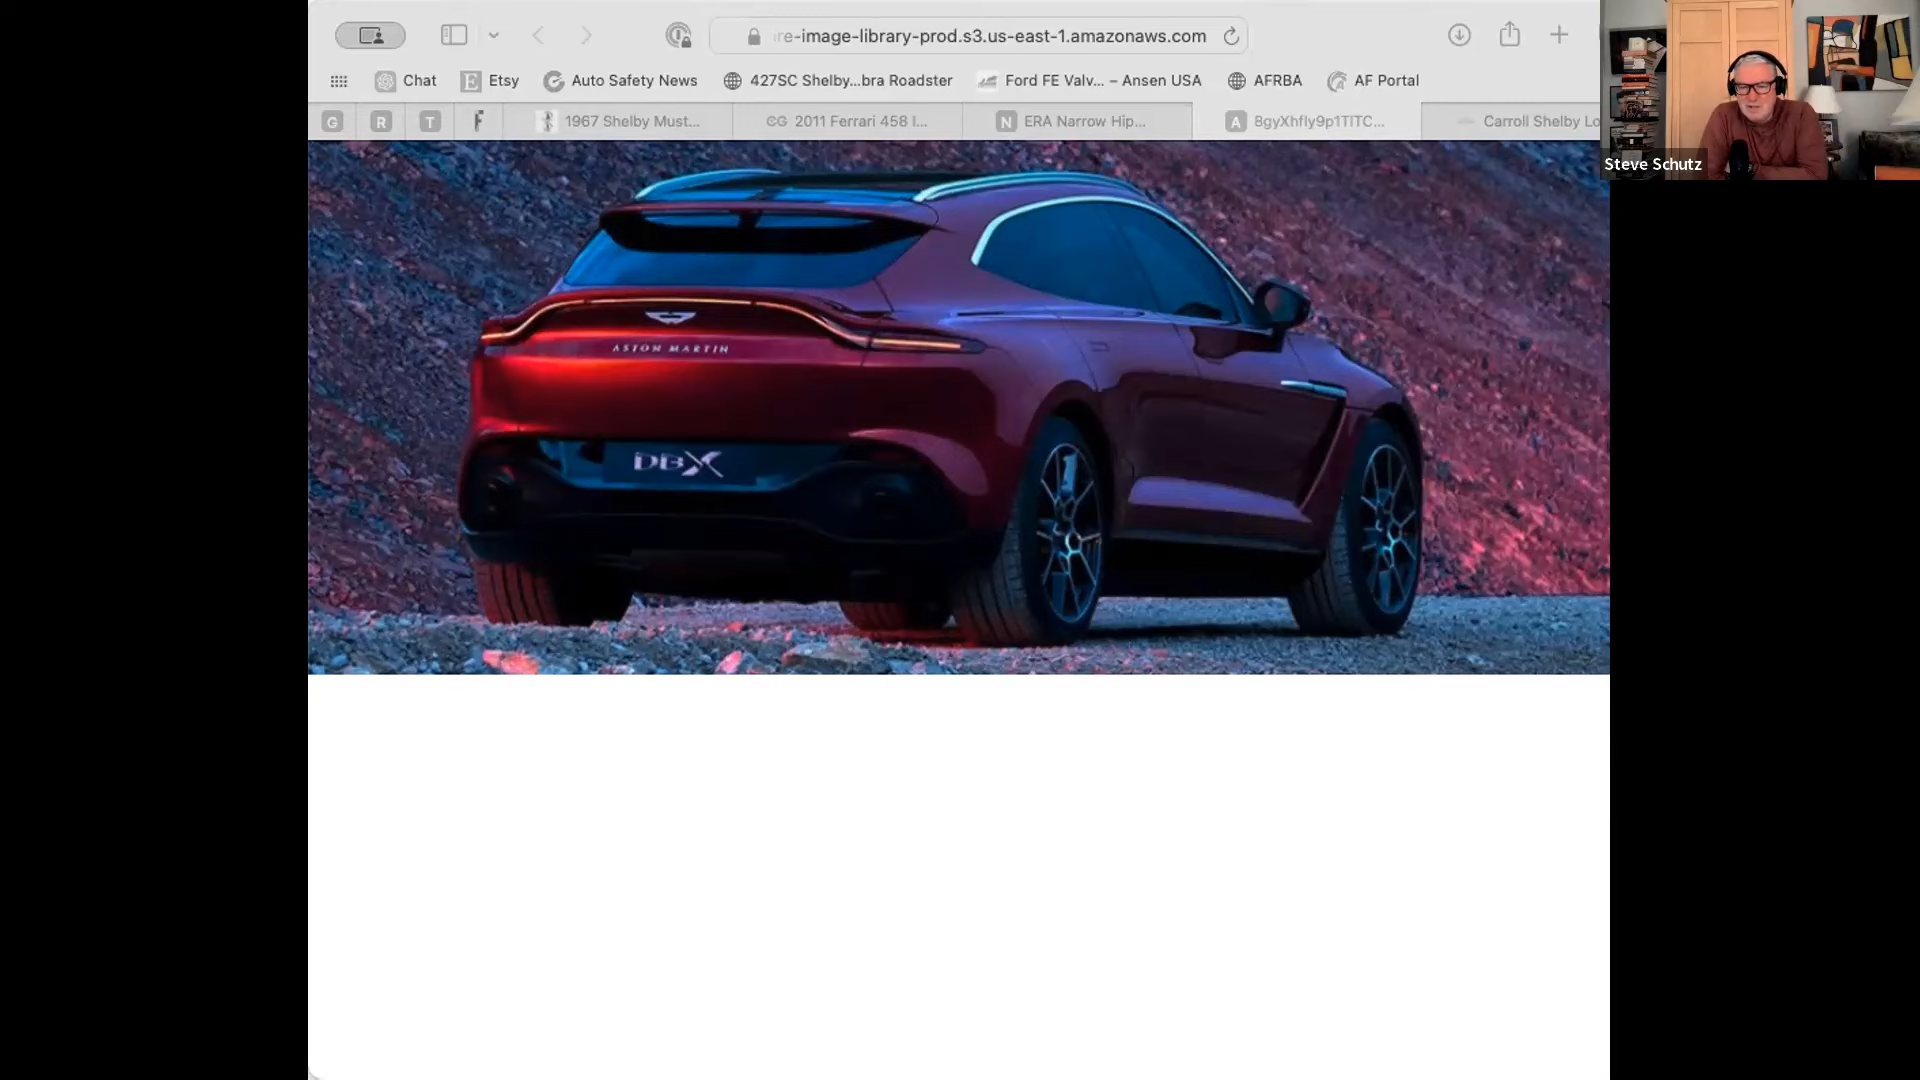 re-image-library-prod.s3.us-east-1.amazonaws.com
Chat
Etsy
Auto Safety News
427SC Shelby...bra Roadster
Ford FE Valv... – Ansen USA
AFRBA
AF Portal
G
R
T
1967 Shelby Must...
CG 2011 Ferrari 458 I...
N ERA Narrow Hip...
A
Carroll Shelby Lo
Steve Schutz
ASTON MARTIN
DBX